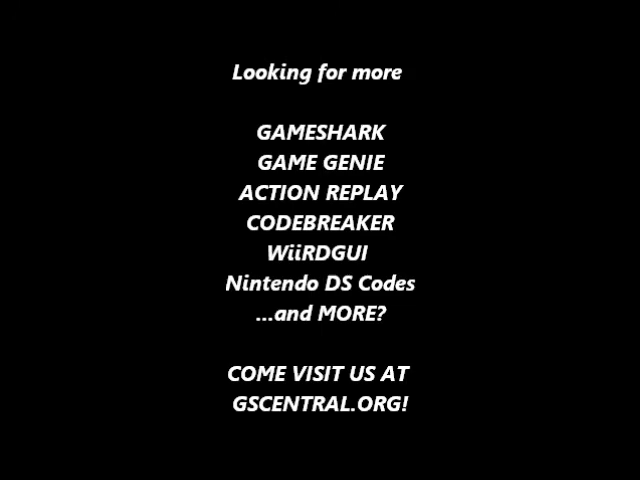 Looking for more
GAMESHARK
GAME GENIE
ACTION REPLAY
CODEBREAKER
WiiRDGUI
Nintendo DS Codes
...and MORE?
COME VISIT US AT
GSCENTRAL.ORG!